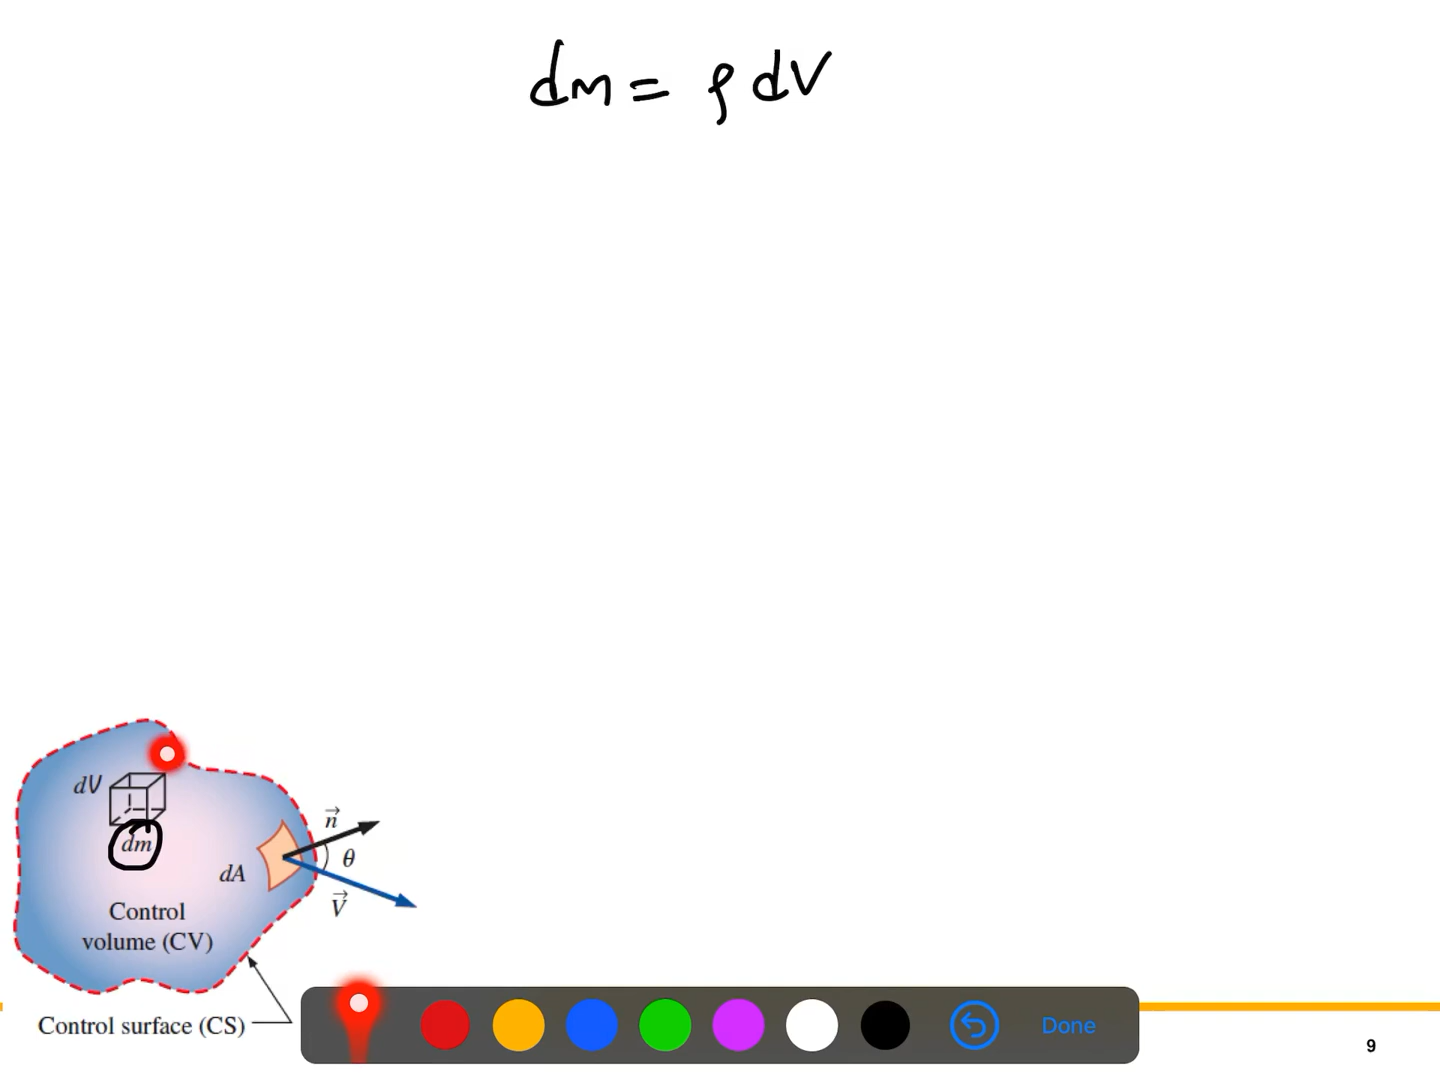 dm = ρ dV
dV
dm
n⃗
θ
dA
V⃗
Control
volume (CV)
Control surface (CS)
Done
9